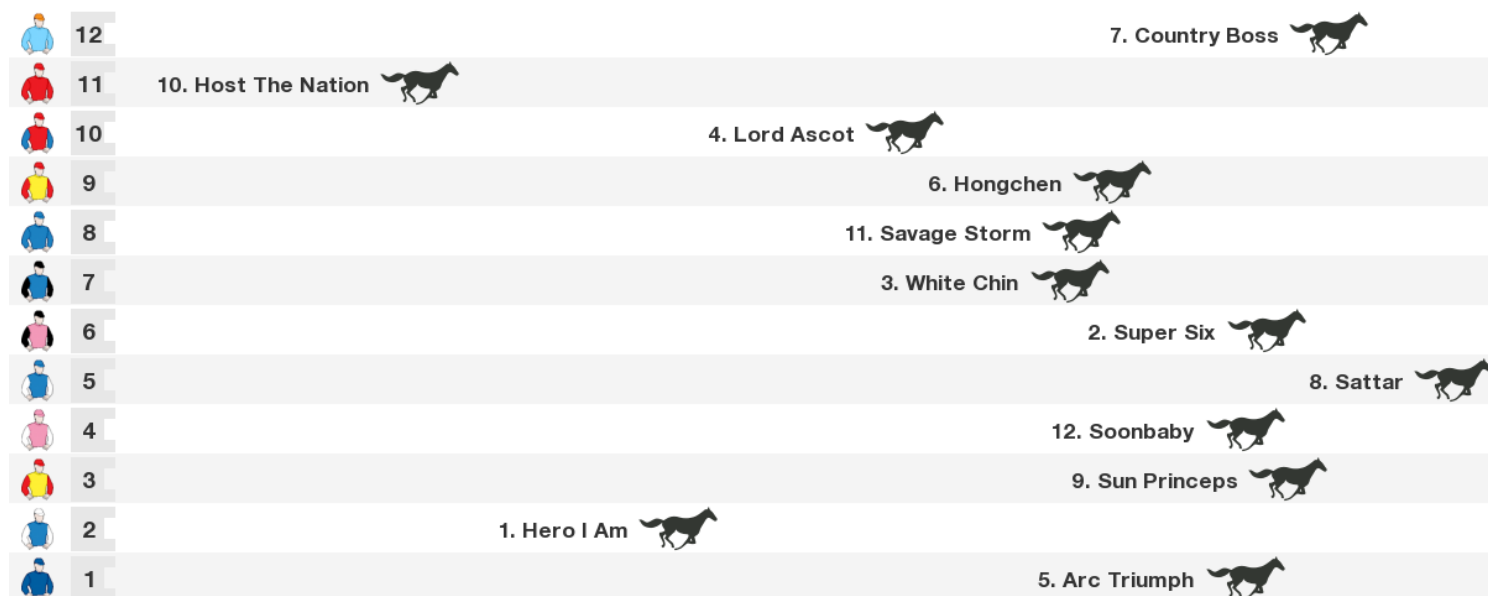 12 7. Country Boss
11 10. Host The Nation
10 4. Lord Ascot
9 6. Hongchen
8 11. Savage Storm
7 3. White Chin
6 2. Super Six
5 8. Sattar
4 12. Soonbaby
3 9. Sun Princeps
2 1. Hero I Am
1 5. Arc Triumph